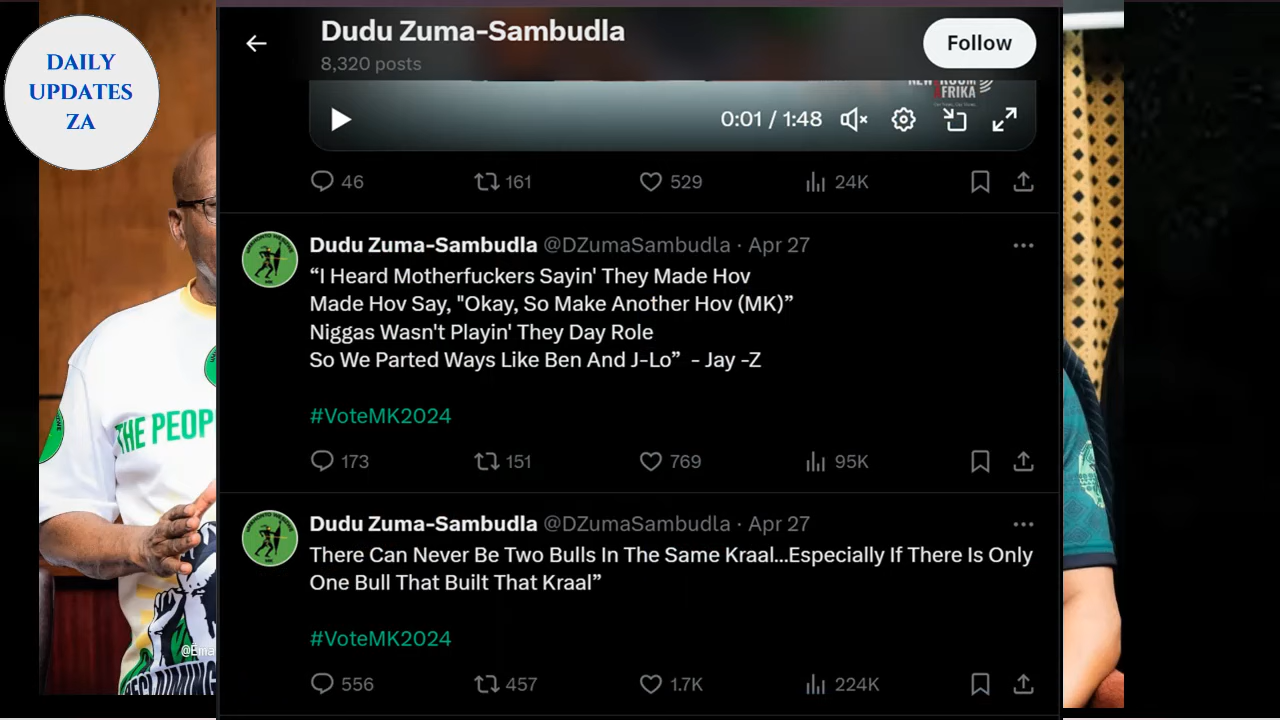 DAILY
UPDATES
ZA
Dudu Zuma-Sambudla
8,320 posts
Follow
0:01 / 1:48
46
161
529
24K
Dudu Zuma-Sambudla @DZumaSambudla · Apr 27
“I Heard Motherfuckers Sayin' They Made Hov
Made Hov Say, "Okay, So Make Another Hov (MK)”
Niggas Wasn't Playin' They Day Role
So We Parted Ways Like Ben And J-Lo” - Jay -Z
#VoteMK2024
173
151
769
95K
Dudu Zuma-Sambudla @DZumaSambudla · Apr 27
There Can Never Be Two Bulls In The Same Kraal...Especially If There Is Only
One Bull That Built That Kraal”
#VoteMK2024
556
457
1.7K
224K
THE PEOP